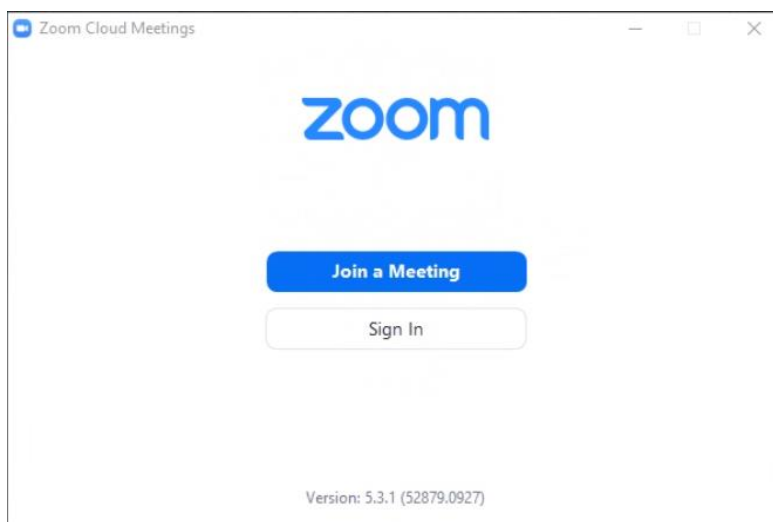 Zoom Cloud Meetings
zoom
Join a Meeting
Sign In
Version: 5.3.1 (52879.0927)